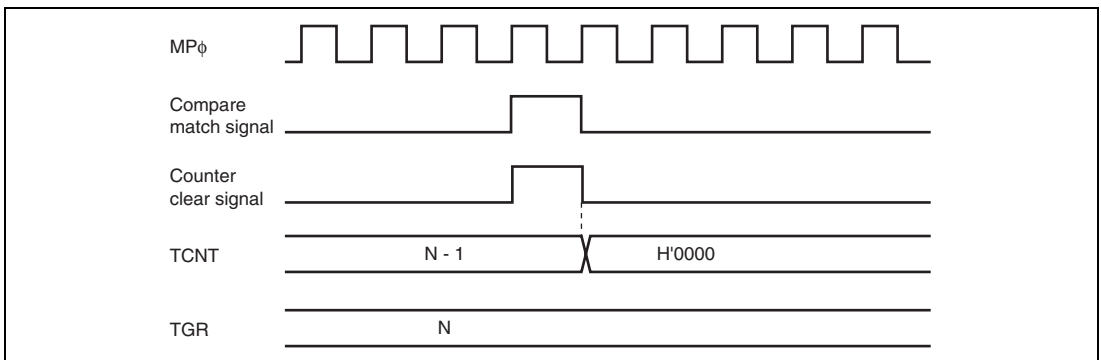 MPφ
Compare
match signal
Counter
clear signal
TCNT
N - 1
H'0000
TGR
N